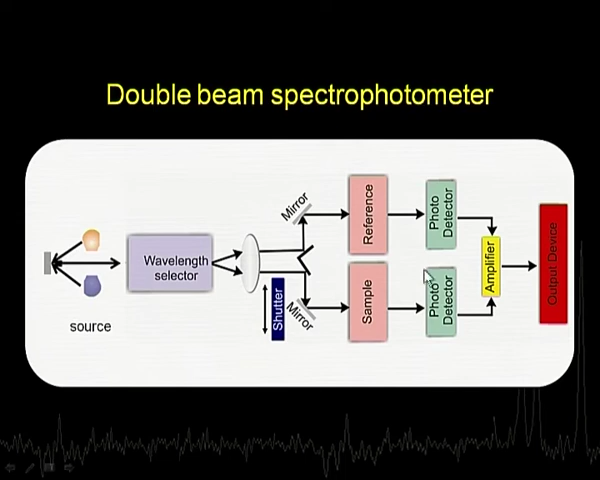 Double beam spectrophotometer
source
Wavelength
selector
Shutter
Mirror
Mirror
Reference
Sample
Photo
Detector
Photo
Detector
Amplifier
Output Device